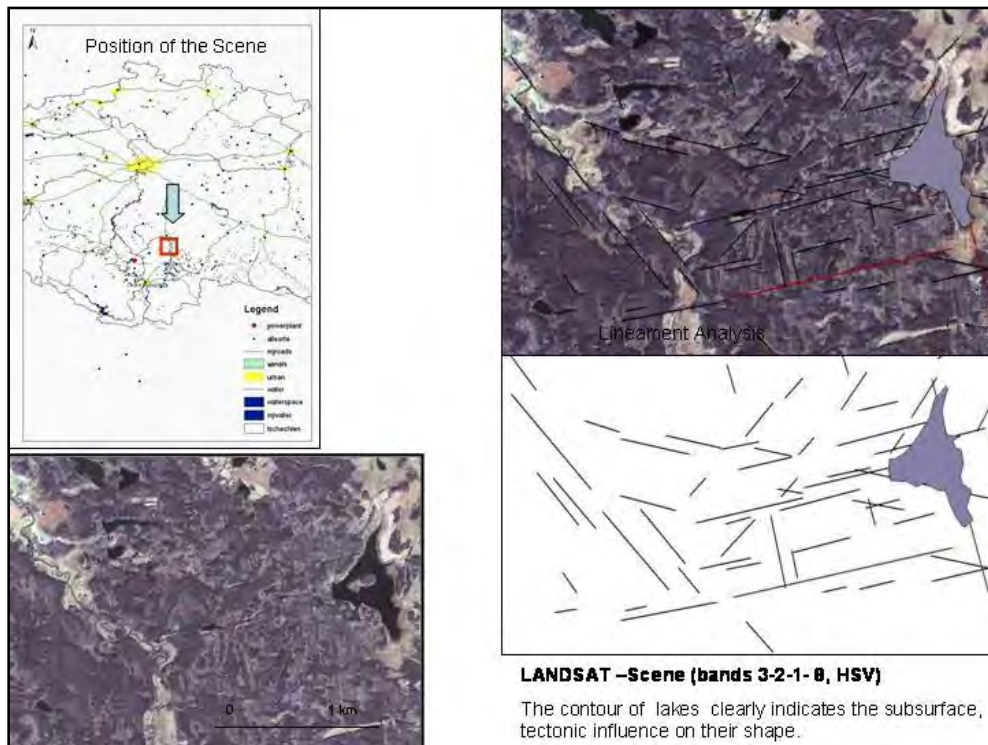 N
Position of the Scene
Legend
powerplant
allesorte
mjroads
urban
water
waterspace
mjwater
tschechien
Lineament Analysis
0 1 km
LANDSAT –Scene (bands 3-2-1- 8, HSV)
The contour of lakes clearly indicates the subsurface,
tectonic influence on their shape.